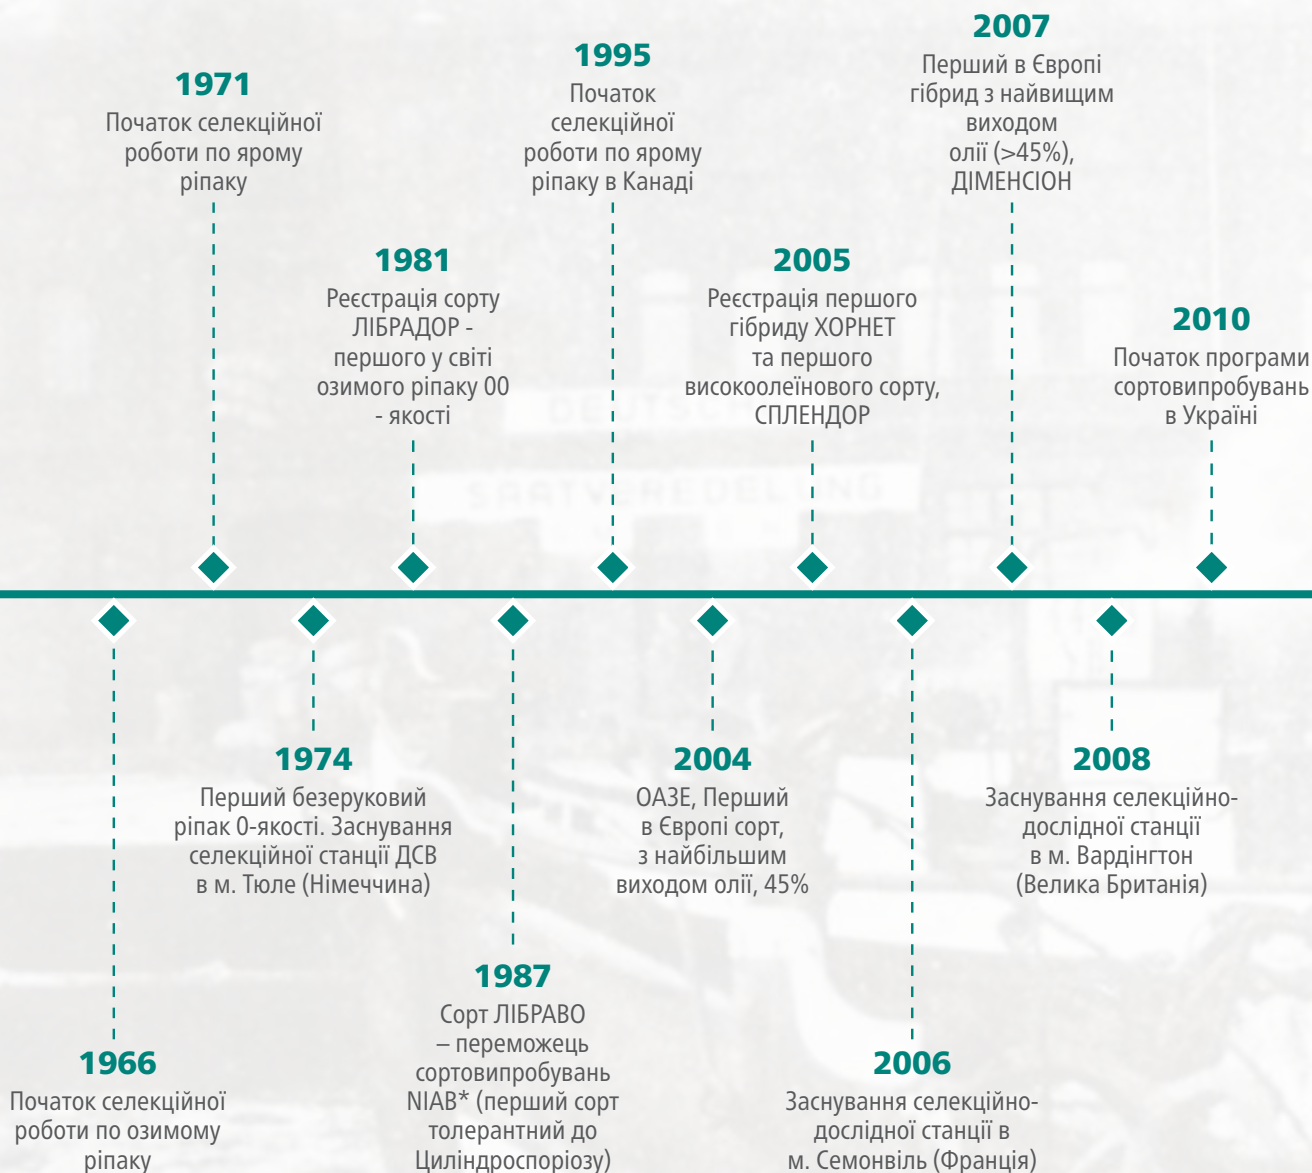 1971
Початок селекційної
роботи по ярому
ріпаку
1995
Початок
селекційної
роботи по ярому
ріпаку в Канаді
2007
Перший в Європі
гібрид з найвищим
виходом
олії (>45%),
ДІМЕНСІОН
1981
Реєстрація сорту
ЛІБРАДОР -
першого у світі
озимого ріпаку 00
- якості
2005
Реєстрація першого
гібриду ХОРНЕТ
та першого
високоолеїнового сорту,
СПЛЕНДОР
2010
Початок програми
сортовипробувань
в Україні
SAATVEREDELUNG
1966
Початок селекційної
роботи по озимому
ріпаку
1974
Перший безеруковий
ріпак 0-якості. Заснування
селекційної станції ДСВ
в м. Тюле (Німеччина)
1987
Сорт ЛІБРАВО
– переможець
сортовипробувань
NIAB* (перший сорт
толерантний до
Циліндроспоріозу)
2004
ОАЗЕ, Перший
в Європі сорт,
з найбільшим
виходом олії, 45%
2006
Заснування селекційно-
дослідної станції в
м. Семонвіль (Франція)
2008
Заснування селекційно-
дослідної станції
в м. Вардінгтон
(Велика Британія)